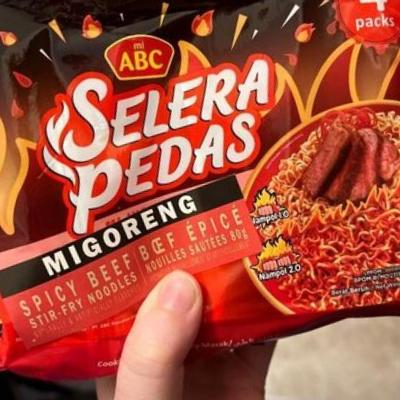 4
packs
mi
ABC
SELERA
PEDAS
MIGORENG
SPICY BEEF
STIR-FRY NOODLES
BŒF ÉPICÉ
NOUILLES SAUTÉES 80g
Nampol 1.0
Nampol 2.0